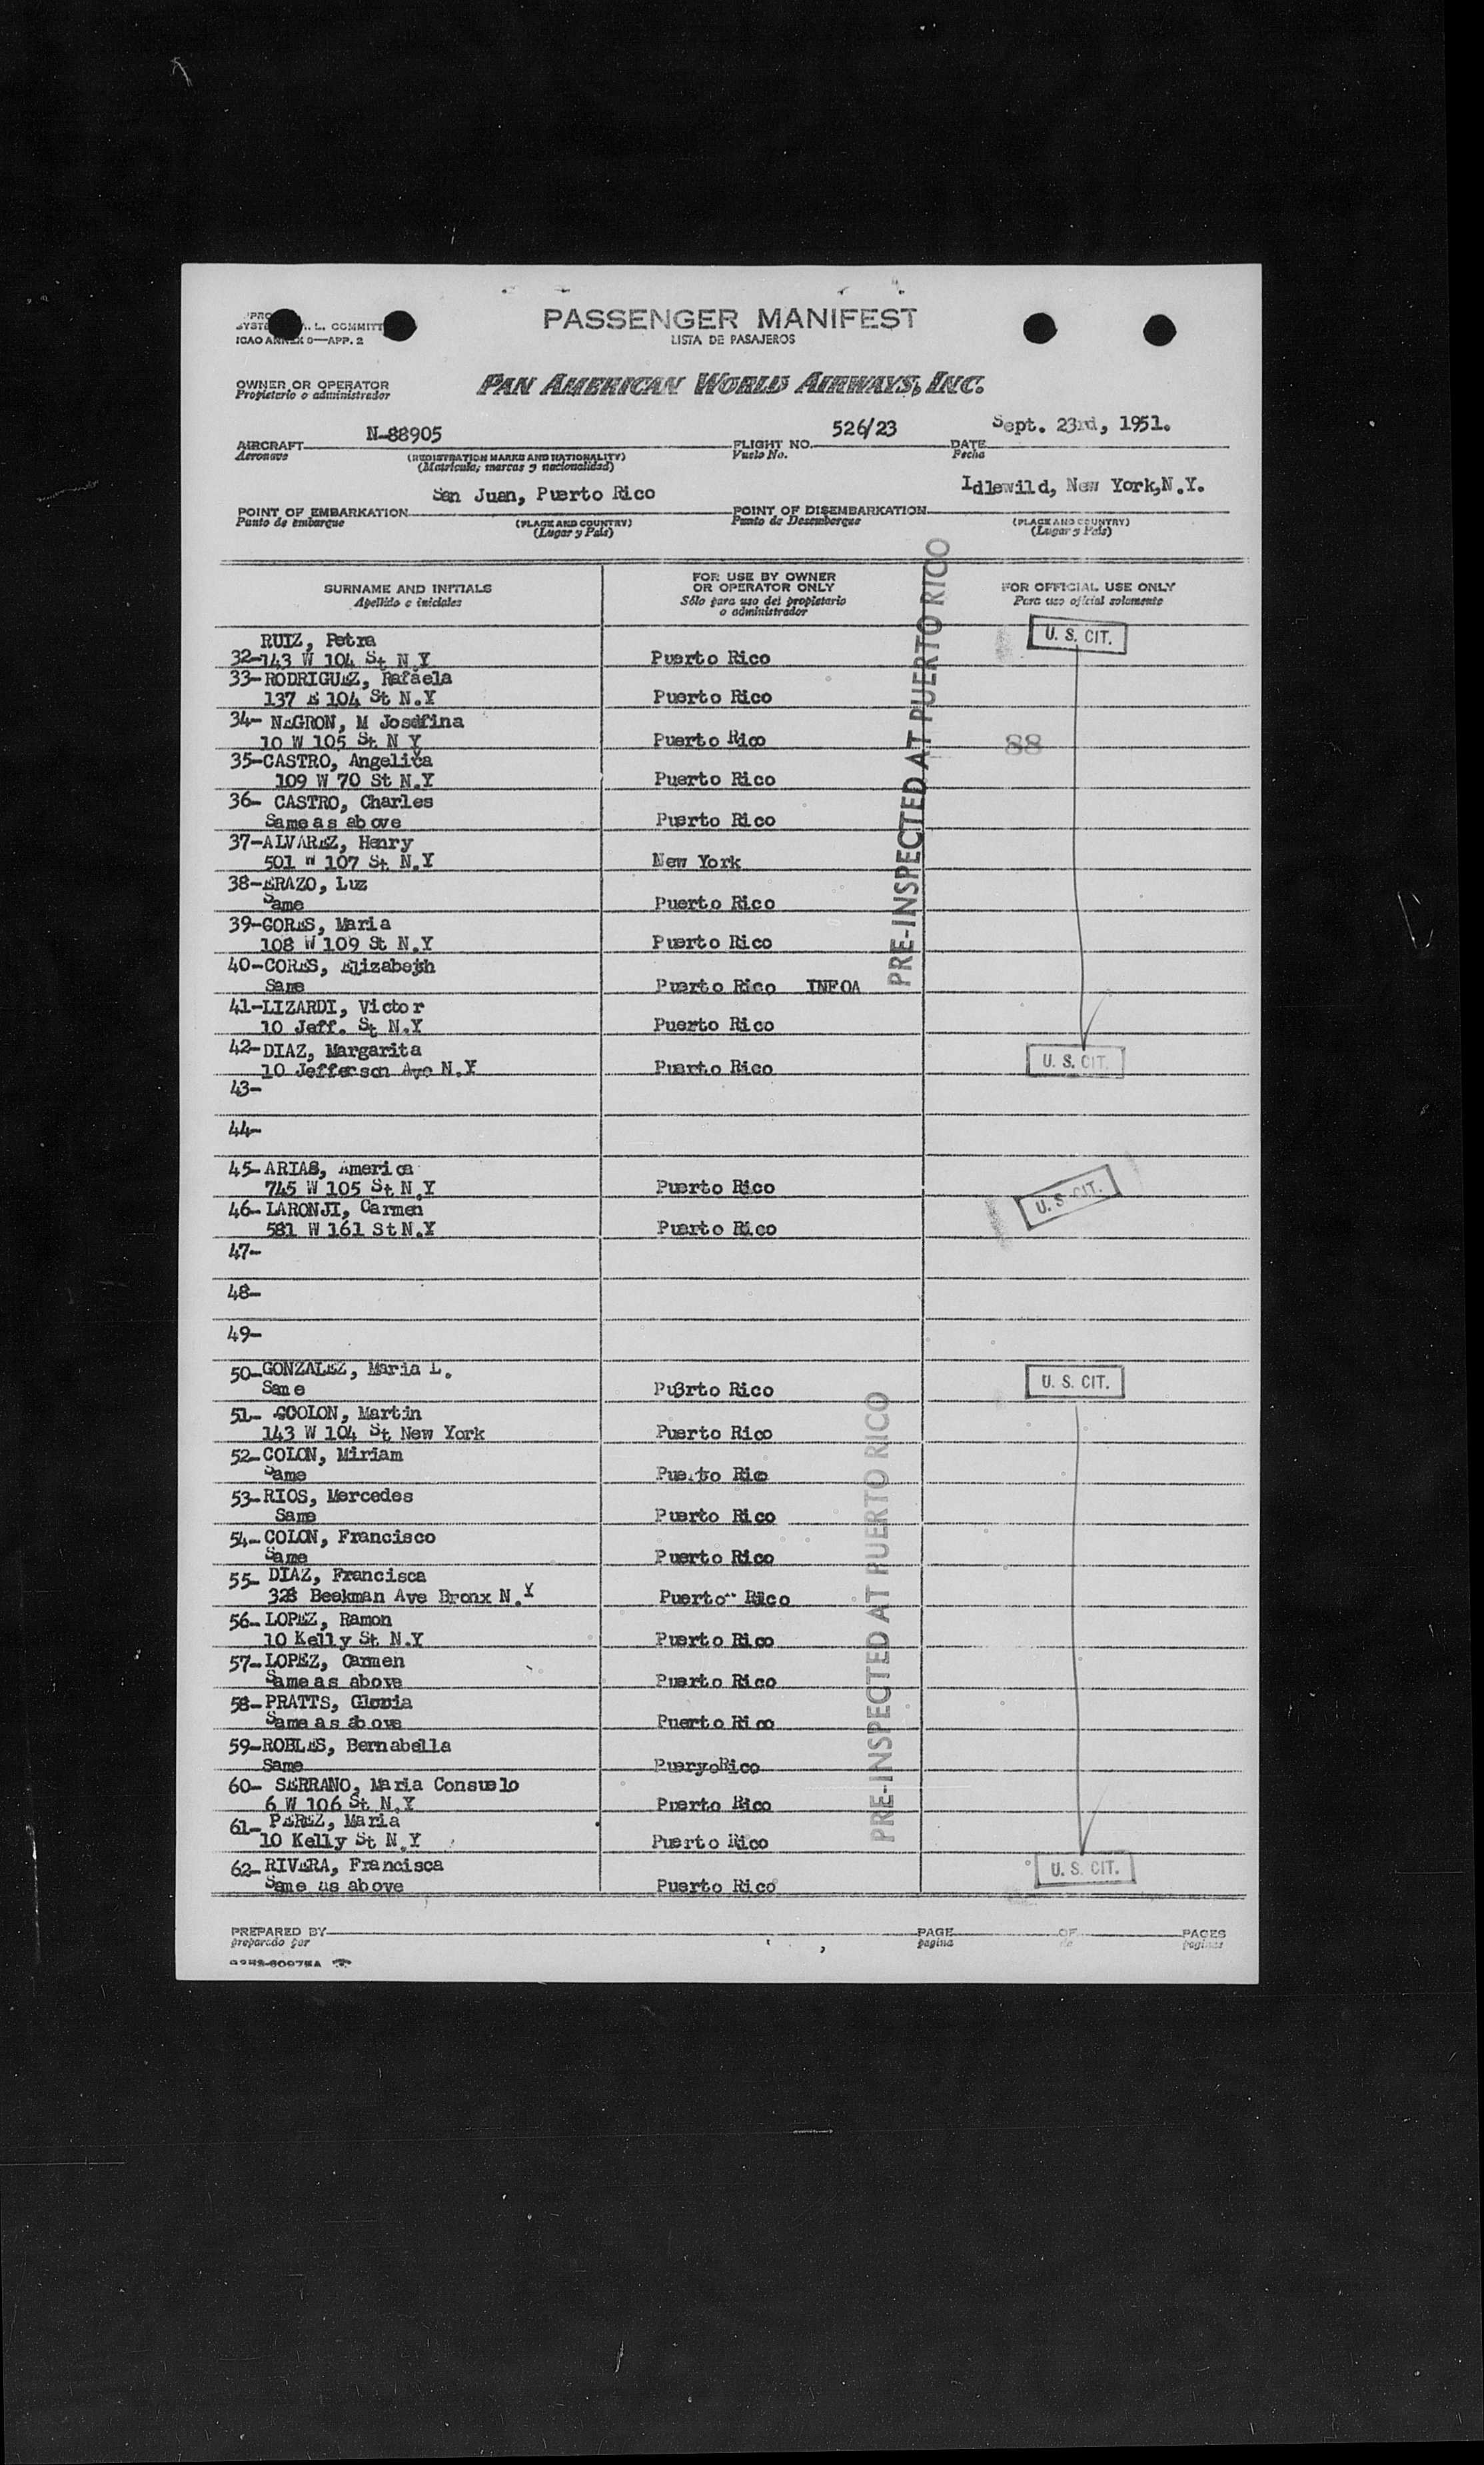 PASSENGER MANIFEST
LISTA DE PASAJEROS
ICAO ANNEX 9—APP. 2
OWNER OR OPERATOR
Propietario o administrador
PAN AMERICAN WORLD AIRWAYS, INC.
AIRCRAFT N-88905 FLIGHT NO. 526/23 DATE Sept. 23rd, 1951.
Aeronave (REGISTRATION MARKS AND NATIONALITY) Vuelo No. Fecha
(Matricula, marcas y nacionalidad)
POINT OF EMBARKATION San Juan, Puerto Rico POINT OF DISEMBARKATION Idlewild, New York,N.Y.
Punto de embarque (PLACE AND COUNTRY) Punto de Desembarque (PLACE AND COUNTRY)
(Lugar y Pais) (Lugar y Pais)
SURNAME AND INITIALS
Apellido e iniciales
FOR USE BY OWNER
OR OPERATOR ONLY
Sólo para uso del propietario
o administrador
FOR OFFICIAL USE ONLY
Para uso oficial solamente
PRE-INSPECTED AT PUERTO RICO
RUIZ, Petra U. S. CIT.
32-143 W 104 St N Y Puerto Rico
33-RODRIGUEZ, Rafaela
137 E 104 St N.Y Puerto Rico
34- NEGRON, M Josefina
10 W 105 St N Y Puerto Rico 88
35-CASTRO, Angelica
109 W 70 St N.Y Puerto Rico
36- CASTRO, Charles
Same as above Puerto Rico
37-ALVAREZ, Henry
501 W 107 St N.Y New York
38-ERAZO, Luz
Same Puerto Rico
39-GORES, Maria
108 W 109 St N.Y Puerto Rico
40-CORES, Elizabeth
Same Puerto Rico INFOA
41-LIZARDI, Victor
10 Jeff. St N.Y Puerto Rico
42-DIAZ, Margarita
10 Jefferson Ave N.Y Puerto Rico U. S. CIT.
43-
44-
45-ARIAS, America
745 W 105 St N.Y Puerto Rico U. S. CIT.
46-LARONJI, Carmen
581 W 161 St N.Y Puerto Rico
47-
48-
49-
50-GONZALEZ, Maria L. U. S. CIT.
Same Pu3rto Rico
51- COOLON, Martin
143 W 104 St New York Puerto Rico
52-COLON, Miriam
Same Puerto Rio
53-RIOS, Mercedes
Same Puerto Rico
54-COLON, Francisco
Same Puerto Rico
55- DIAZ, Francisca
328 Beekman Ave Bronx N.Y Puerto Rico
56-LOPEZ, Ramon
10 Kelly St N.Y Puerto Rico
57-LOPEZ, Carmen
Same as above Puerto Rico
58-PRATTS, Gloria
Same as above Puerto Rico
59-ROBLES, Bernabella
Same PueryoRico
60- SERRANO, Maria Consuelo
6 W 106 St N.Y Puerto Rico
61- PEREZ, Maria
10 Kelly St N.Y Puerto Rico
62-RIVERA, Francisca U. S. CIT.
Same as above Puerto Rico
PRE-INSPECTED AT PUERTO RICO
PREPARED BY PAGE OF PAGES
preparado por pagina de paginas